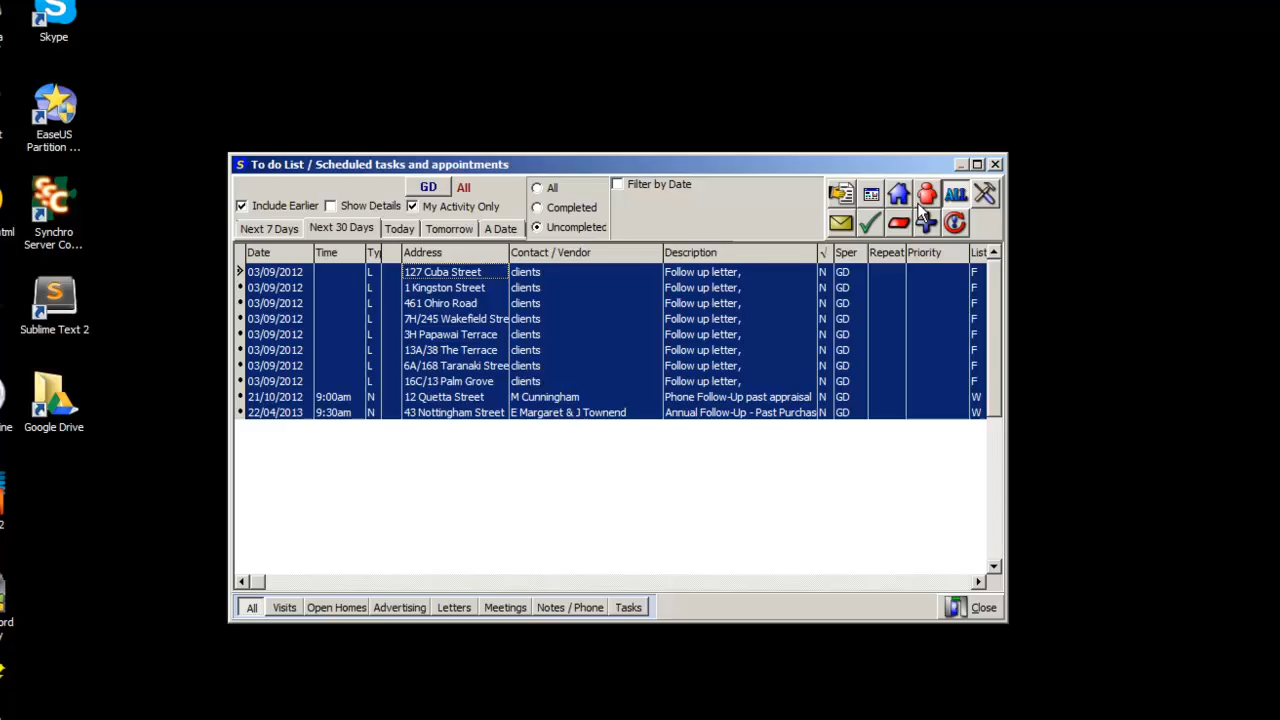 Skype
EaseUS
Partition ...
Synchro
Server Co...
Sublime Text 2
Google Drive
S To do List / Scheduled tasks and appointments
GD All
Include Earlier Show Details My Activity Only
All
Completed
Uncompleted
Filter by Date
ALL
Next 7 Days Next 30 Days Today Tomorrow A Date
Date Time Typ Address Contact / Vendor Description √ Sper Repeat Priority List
03/09/2012 L 127 Cuba Street clients Follow up letter, N GD F
03/09/2012 L 1 Kingston Street clients Follow up letter, N GD F
03/09/2012 L 461 Ohiro Road clients Follow up letter, N GD F
03/09/2012 L 7H/245 Wakefield Stre clients Follow up letter, N GD F
03/09/2012 L 3H Papawai Terrace clients Follow up letter, N GD F
03/09/2012 L 13A/38 The Terrace clients Follow up letter, N GD F
03/09/2012 L 6A/168 Taranaki Stree clients Follow up letter, N GD F
03/09/2012 L 16C/13 Palm Grove clients Follow up letter, N GD F
21/10/2012 9:00am N 12 Quetta Street M Cunningham Phone Follow-Up past appraisal N GD W
22/04/2013 9:30am N 43 Nottingham Street E Margaret & J Townend Annual Follow-Up - Past Purchas N GD W
All Visits Open Homes Advertising Letters Meetings Notes / Phone Tasks
Close